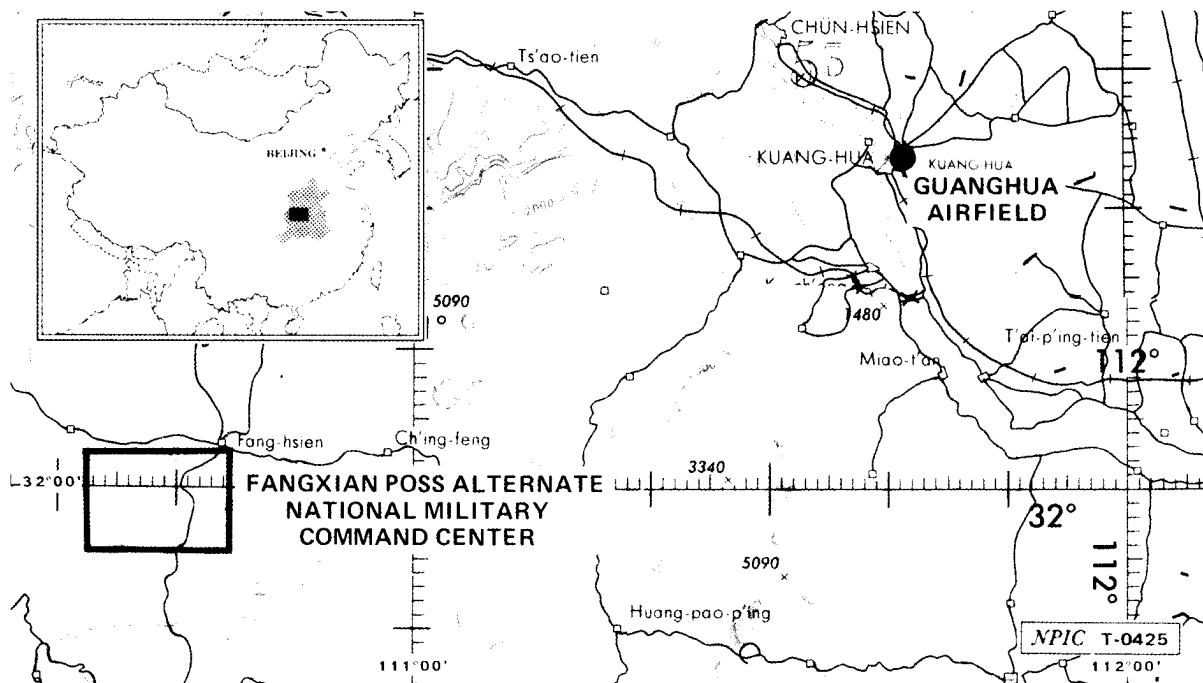 CHÜN-HSIEN
Ts'ao-tien
BEIJING
KUANG-HUA
KUANG-HUA
GUANGHUA
AIRFIELD
2000
5090
1480
T'ai-p'ing-tien
Miao-t'an
112°
Fang-hsien
Ch'ing-feng
3340
32°00'
FANGXIAN POSS ALTERNATE
NATIONAL MILITARY
COMMAND CENTER
32°
112°
5090
Huang-pao-p'ing
NPIC T-0425
111°00'
112°00'